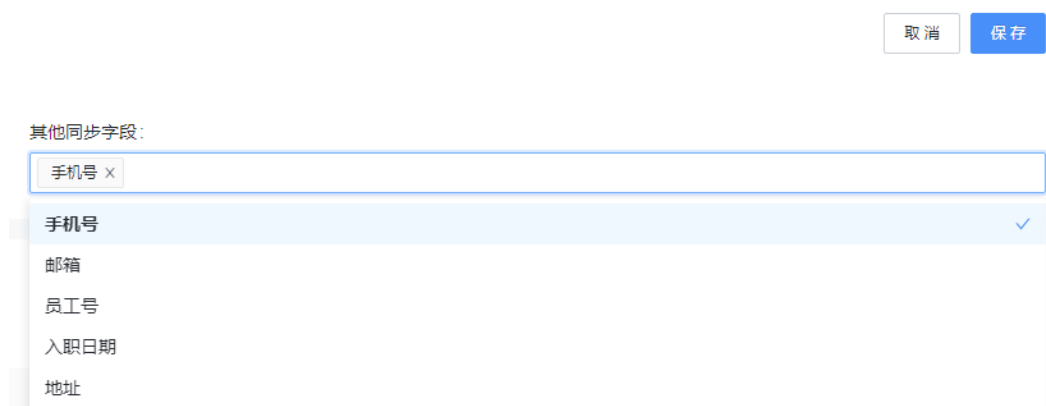 取 消 保 存
其他同步字段：
手机号 ×
手机号
邮箱
员工号
入职日期
地址